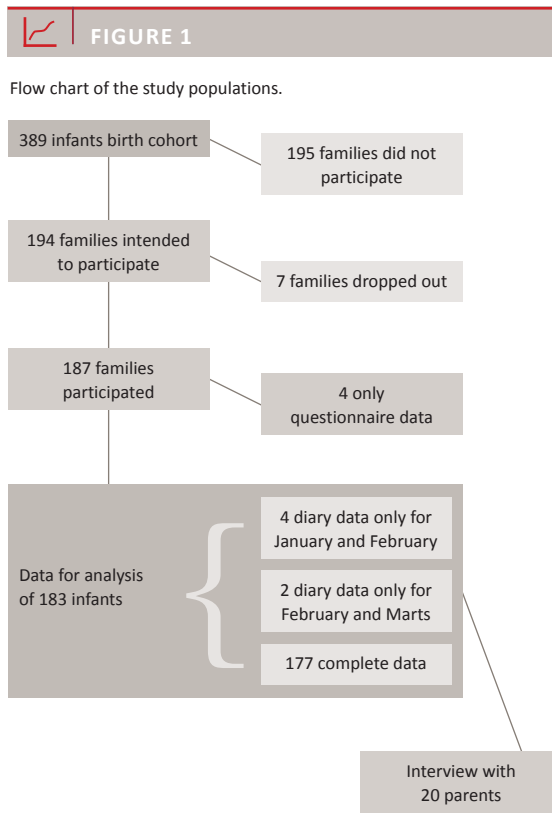 FIGURE 1
Flow chart of the study populations.
389 infants birth cohort
195 families did not
participate
194 families intended
to participate
7 families dropped out
187 families
participated
4 only
questionnaire data
Data for analysis
of 183 infants
4 diary data only for
January and February
2 diary data only for
February and Marts
177 complete data
Interview with
20 parents